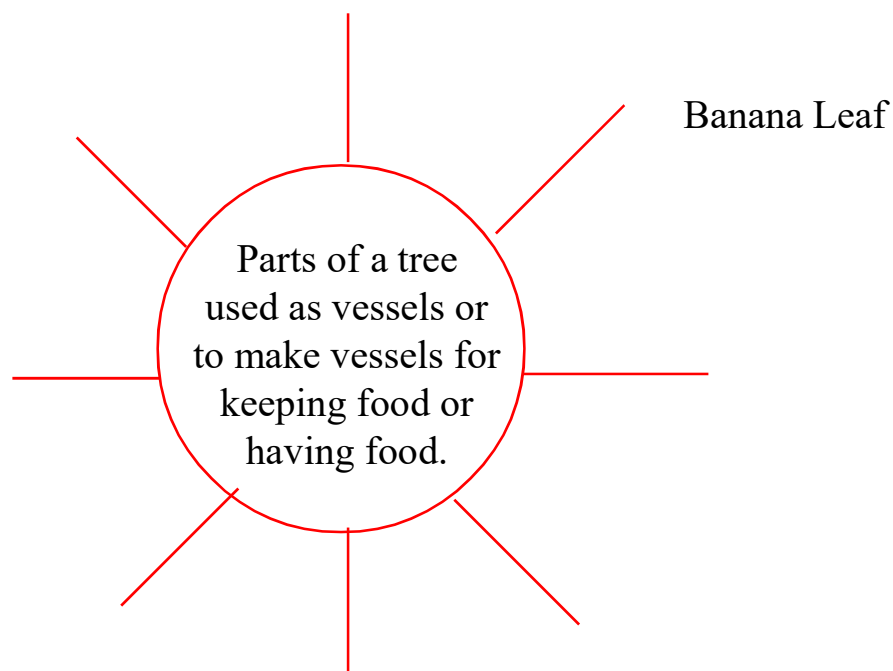 Banana Leaf
Parts of a tree
used as vessels or
to make vessels for
keeping food or
having food.